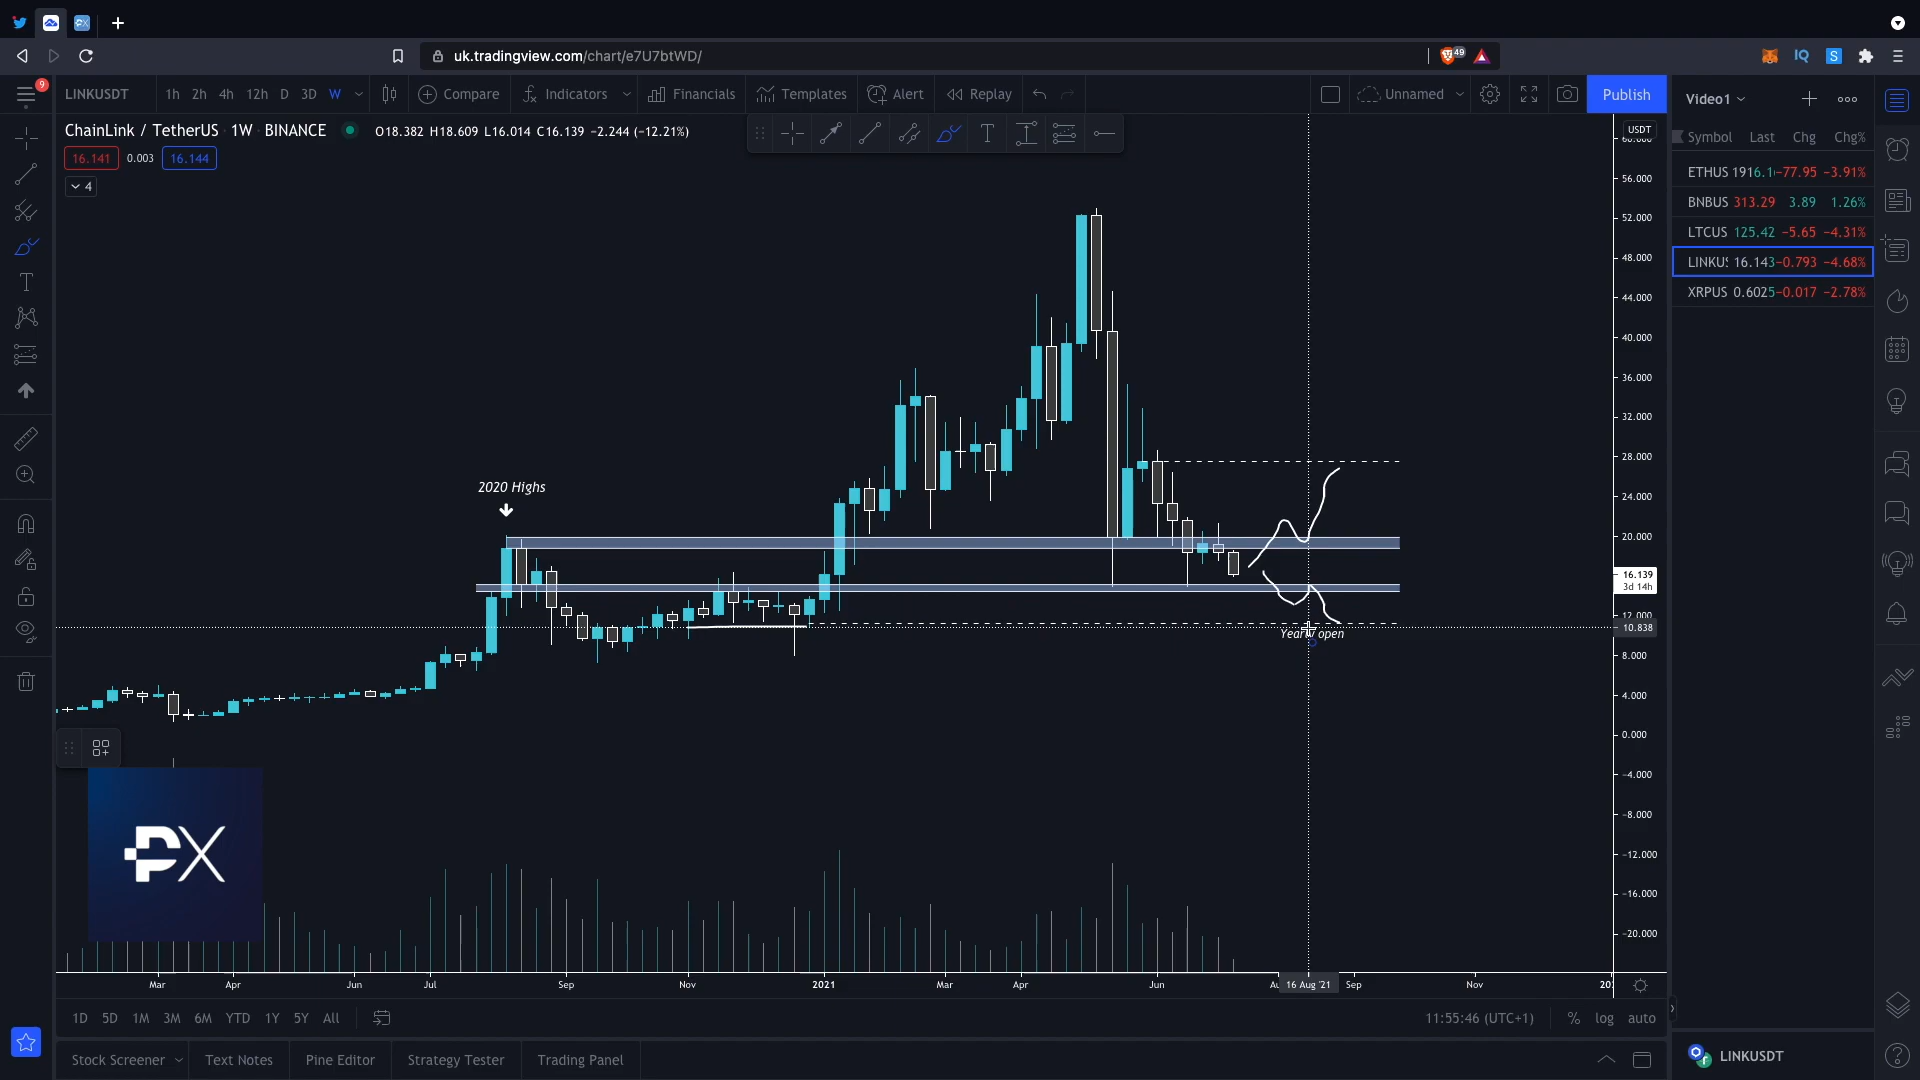 uk.tradingview.com/chart/e7U7btWD/
49
IQ
S
9
LINKUSDT
1h 2h 4h 12h D 3D W
Compare
Indicators
Financials
Templates
Alert
Replay
Unnamed
Publish
Video1
ChainLink / TetherUS · 1W · BINANCE
O18.382 H18.609 L16.014 C16.139 −2.244 (−12.21%)
16.141 0.003 16.144
4
USDT
Symbol Last Chg Chg%
ETHUS 1916.1 −77.95 −3.91%
BNBUS 313.29 3.89 1.26%
LTCUS 125.42 −5.65 −4.31%
LINKUS 16.143 −0.793 −4.68%
XRPUS 0.6025 −0.017 −2.78%
60.000
56.000
52.000
48.000
44.000
40.000
36.000
32.000
28.000
24.000
20.000
16.139
3d 14h
12.000
10.838
8.000
4.000
0.000
−4.000
−8.000
−12.000
−16.000
−20.000
2020 Highs
Yearly open
PX
Mar Apr Jun Jul Sep Nov 2021 Mar Apr Jun 16 Aug '21 Sep Nov
1D 5D 1M 3M 6M YTD 1Y 5Y All
11:55:46 (UTC+1) % log auto
Stock Screener Text Notes Pine Editor Strategy Tester Trading Panel
LINKUSDT